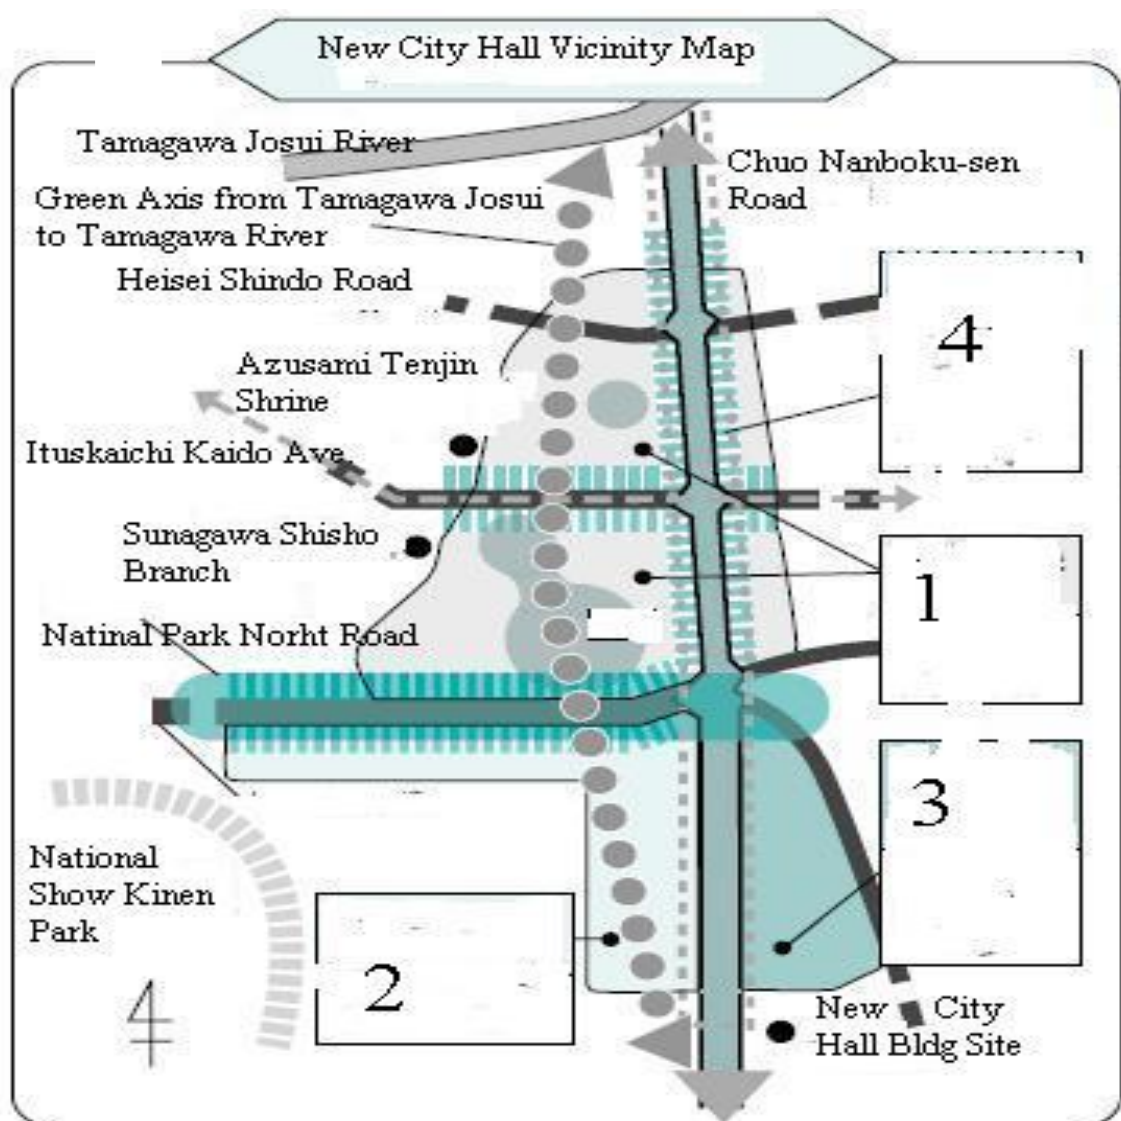 New City Hall Vicinity Map
Tamagawa Josui River
Chuo Nanboku-sen
Road
Green Axis from Tamagawa Josui
to Tamagawa River
Heisei Shindo Road
4
Azusami Tenjin
Shrine
Ituskaichi Kaido Ave.
Sunagawa Shisho
Branch
1
Natinal Park Norht Road
3
National
Show Kinen
Park
2
New City
Hall Bldg Site